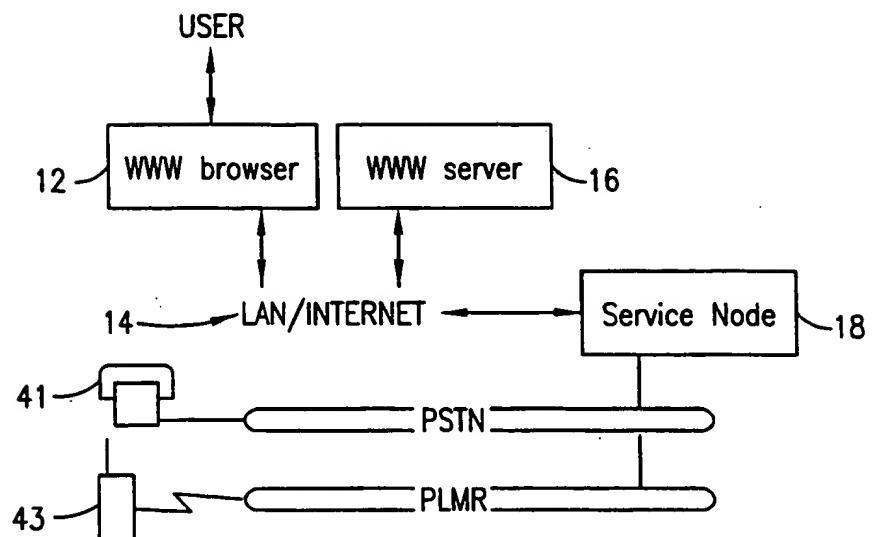 USER
12 WWW browser
WWW server 16
14 LAN/INTERNET
Service Node 18
41
PSTN
43
PLMR